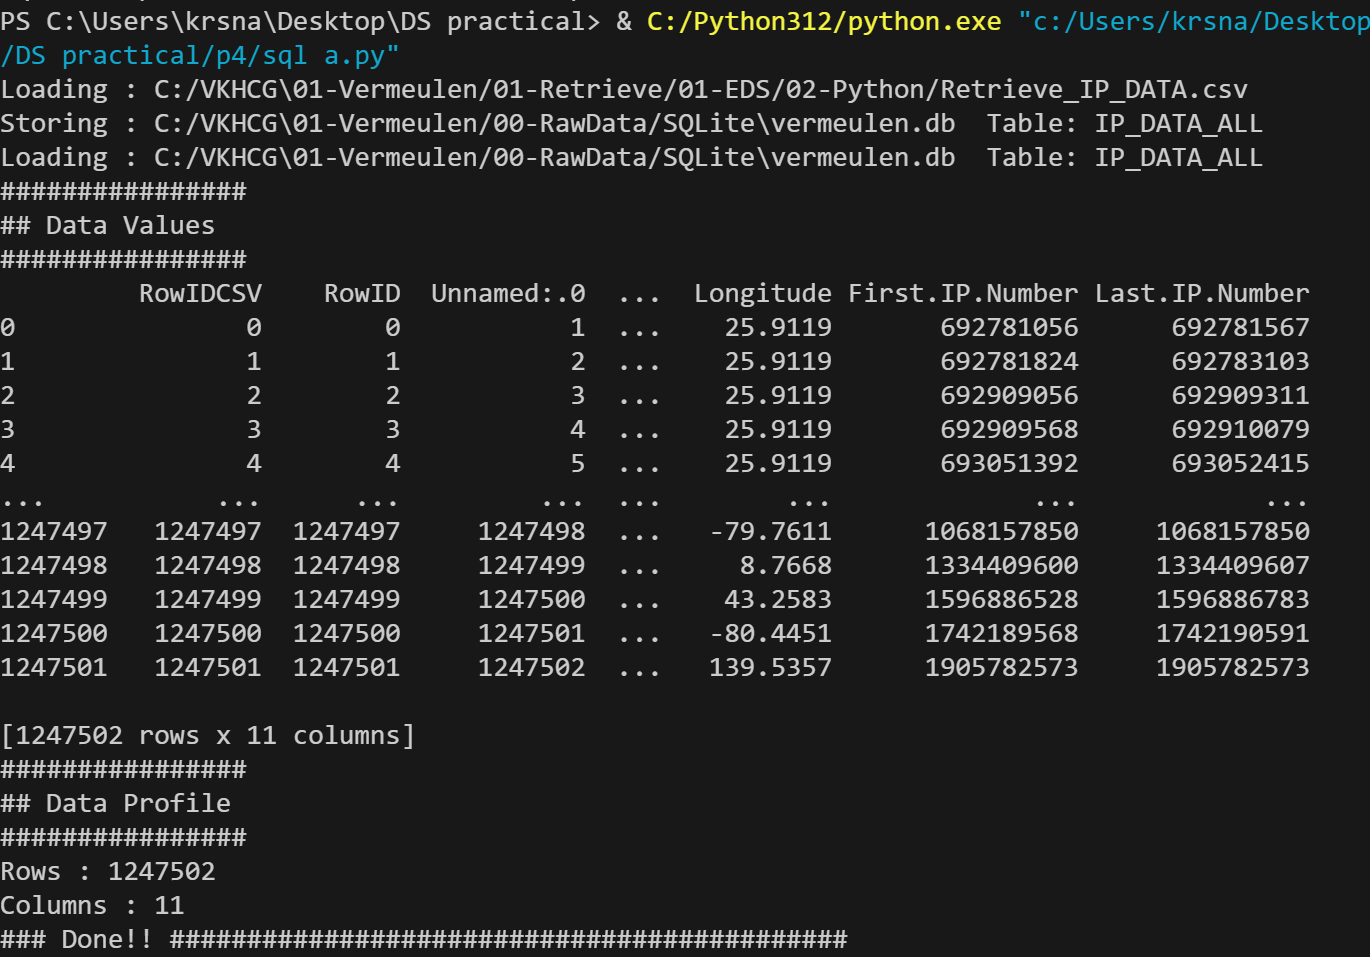 PS C:\Users\krsna\Desktop\DS practical> & C:/Python312/python.exe "c:/Users/krsna/Desktop
/DS practical/p4/sql a.py"
Loading : C:/VKHCG\01-Vermeulen/01-Retrieve/01-EDS/02-Python/Retrieve_IP_DATA.csv
Storing : C:/VKHCG\01-Vermeulen/00-RawData/SQLite\vermeulen.db  Table: IP_DATA_ALL
Loading : C:/VKHCG\01-Vermeulen/00-RawData/SQLite\vermeulen.db  Table: IP_DATA_ALL
################
## Data Values
################
         RowIDCSV    RowID  Unnamed:.0  ...  Longitude First.IP.Number Last.IP.Number
0               0        0           1  ...    25.9119       692781056      692781567
1               1        1           2  ...    25.9119       692781824      692783103
2               2        2           3  ...    25.9119       692909056      692909311
3               3        3           4  ...    25.9119       692909568      692910079
4               4        4           5  ...    25.9119       693051392      693052415
...           ...      ...         ...  ...        ...             ...            ...
1247497   1247497  1247497     1247498  ...   -79.7611      1068157850     1068157850
1247498   1247498  1247498     1247499  ...     8.7668      1334409600     1334409607
1247499   1247499  1247499     1247500  ...    43.2583      1596886528     1596886783
1247500   1247500  1247500     1247501  ...   -80.4451      1742189568     1742190591
1247501   1247501  1247501     1247502  ...   139.5357      1905782573     1905782573
[1247502 rows x 11 columns]
################
## Data Profile
################
Rows : 1247502
Columns : 11
### Done!! ############################################